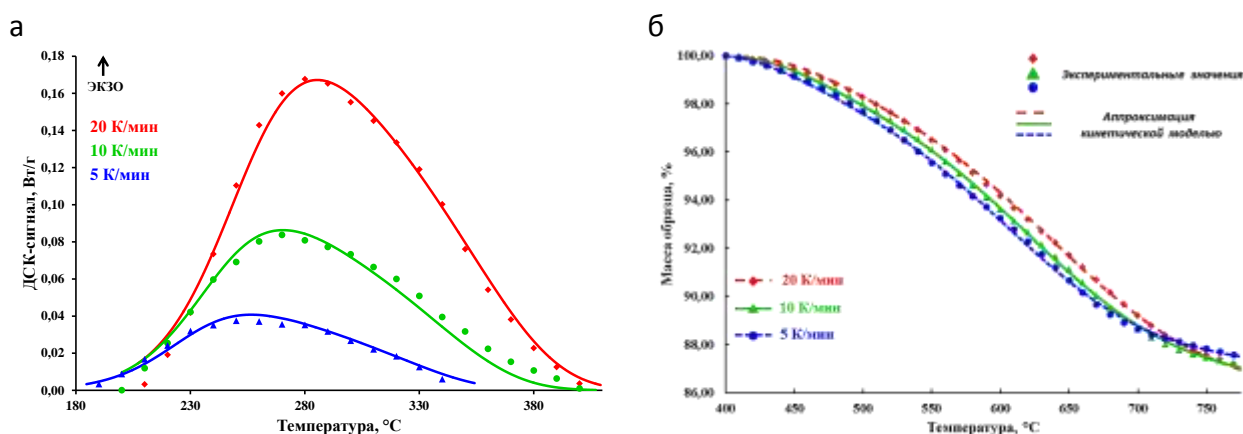 а
ДСК-сигнал, Вт/г
0,18
0,16
0,14
0,12
0,10
0,08
0,06
0,04
0,02
0,00
ЭКЗО
20 К/мин
10 К/мин
5 К/мин
180 230 280 330 380
Температура, °C
б
Масса образца, %
100,00
98,00
96,00
94,00
92,00
90,00
88,00
86,00
Экспериментальные значения
Аппроксимация
кинетической моделью
20 К/мин
10 К/мин
5 К/мин
400 450 500 550 600 650 700 750
Температура, °C